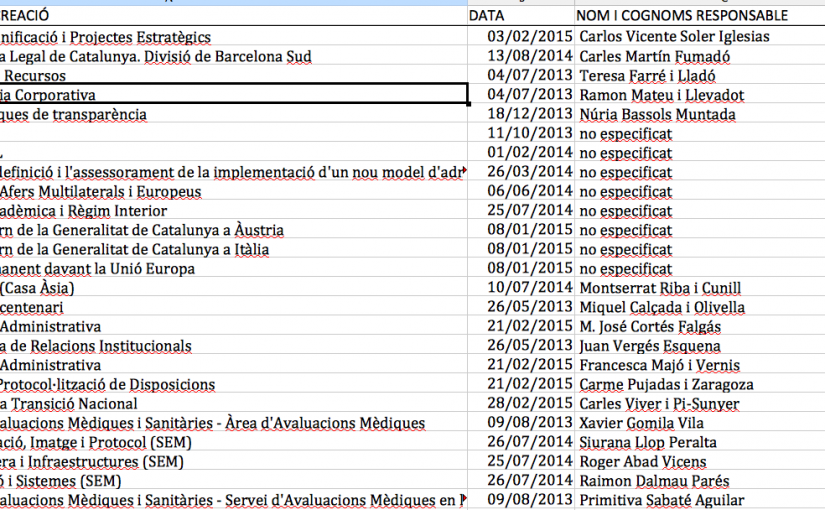 REACIÓ DATA NOM I COGNOMS RESPONSABLE
nificació i Projectes Estratègics 03/02/2015 Carlos Vicente Soler Iglesias
a Legal de Catalunya. Divisió de Barcelona Sud 13/08/2014 Carles Martín Fumadó
Recursos 04/07/2013 Teresa Farré i Lladó
ia Corporativa 04/07/2013 Ramon Mateu i Llevadot
ques de transparència 18/12/2013 Núria Bassols Muntada
11/10/2013 no especificat
01/02/2014 no especificat
definició i l'assessorament de la implementació d'un nou model d'adr 26/03/2014 no especificat
Afers Multilaterals i Europeus 06/06/2014 no especificat
adèmica i Règim Interior 25/07/2014 no especificat
rn de la Generalitat de Catalunya a Àustria 08/01/2015 no especificat
rn de la Generalitat de Catalunya a Itàlia 08/01/2015 no especificat
nanent davant la Unió Europa 08/01/2015 no especificat
(Casa Àsia) 10/07/2014 Montserrat Riba i Cunill
centenari 26/05/2013 Miquel Calçada i Olivella
Administrativa 21/02/2015 M. José Cortés Falgás
a de Relacions Institucionals 26/05/2013 Juan Vergés Esquena
Administrativa 21/02/2015 Francesca Majó i Vernis
Protocol·lització de Disposicions 21/02/2015 Carme Pujadas i Zaragoza
a Transició Nacional 28/02/2015 Carles Viver i Pi-Sunyer
aluacions Mèdiques i Sanitàries - Àrea d'Avaluacions Mèdiques 09/08/2013 Xavier Gomila Vila
ació, Imatge i Protocol (SEM) 26/07/2014 Siurana Llop Peralta
era i Infraestructures (SEM) 25/07/2014 Roger Abad Vicens
ó i Sistemes (SEM) 26/07/2014 Raimon Dalmau Parés
aluacions Mèdiques i Sanitàries - Servei d'Avaluacions Mèdiques en 09/08/2013 Primitiva Sabaté Aguilar